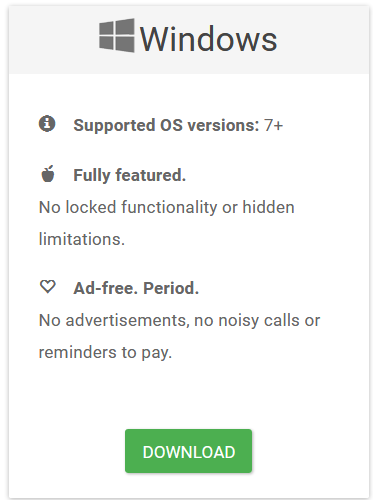 Windows
Supported OS versions: 7+
Fully featured.
No locked functionality or hidden
limitations.
Ad-free. Period.
No advertisements, no noisy calls or
reminders to pay.
DOWNLOAD